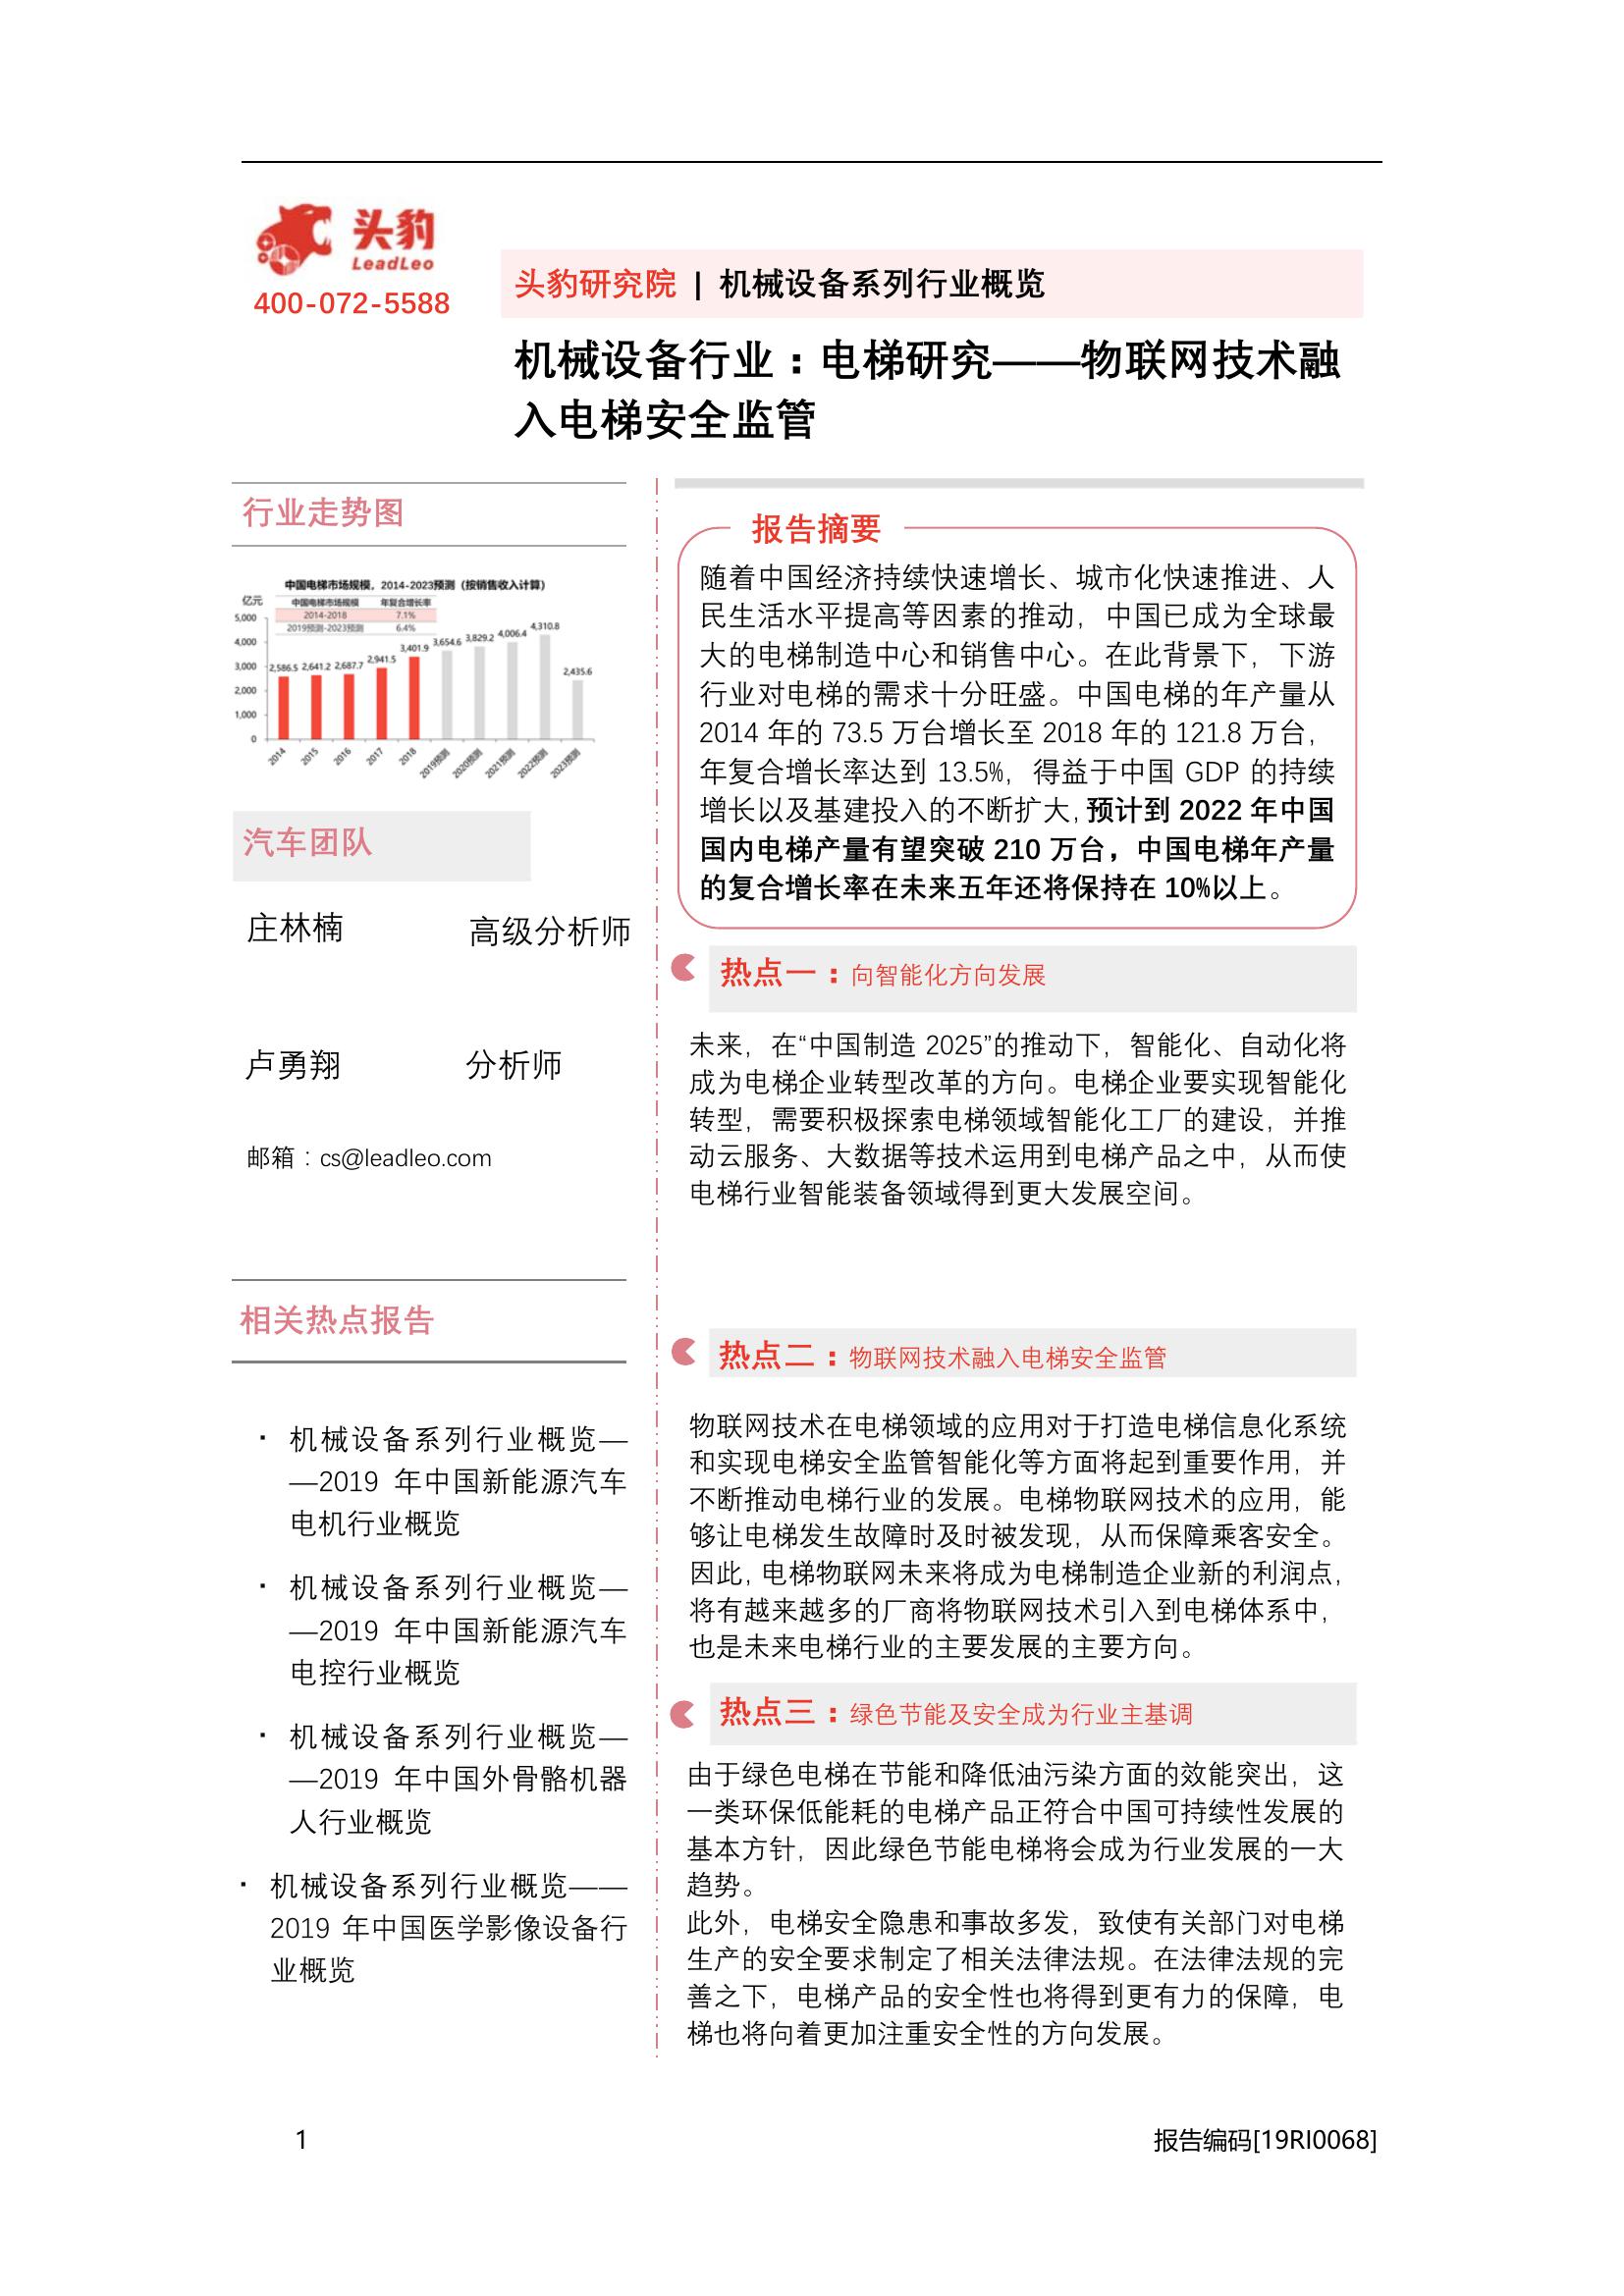 头豹
LeadLeo
400-072-5588
头豹研究院 | 机械设备系列行业概览
机械设备行业：电梯研究——物联网技术融
入电梯安全监管
行业走势图
中国电梯市场规模，2014-2023预测（按销售收入计算）
亿元
中国电梯市场规模 年复合增长率
2014-2018 7.1%
2019预测-2023预测 6.4%
5,000
4,000
3,000
2,000
1,000
0
2,586.5 2,641.2 2,687.7 2,941.5 3,401.9 3,654.6 3,829.2 4,006.4 4,310.8 2,435.6
2014 2015 2016 2017 2018 2019预测 2020预测 2021预测 2022预测 2023预测
汽车团队
庄林楠 高级分析师
卢勇翔 分析师
邮箱：cs@leadleo.com
相关热点报告
· 机械设备系列行业概览—
—2019 年中国新能源汽车
电机行业概览
· 机械设备系列行业概览—
—2019 年中国新能源汽车
电控行业概览
· 机械设备系列行业概览—
—2019 年中国外骨骼机器
人行业概览
· 机械设备系列行业概览——
2019 年中国医学影像设备行
业概览
报告摘要
随着中国经济持续快速增长、城市化快速推进、人
民生活水平提高等因素的推动，中国已成为全球最
大的电梯制造中心和销售中心。在此背景下，下游
行业对电梯的需求十分旺盛。中国电梯的年产量从
2014 年的 73.5 万台增长至 2018 年的 121.8 万台，
年复合增长率达到 13.5%，得益于中国 GDP 的持续
增长以及基建投入的不断扩大，预计到 2022 年中国
国内电梯产量有望突破 210 万台，中国电梯年产量
的复合增长率在未来五年还将保持在 10%以上。
热点一：向智能化方向发展
未来，在“中国制造 2025”的推动下，智能化、自动化将
成为电梯企业转型改革的方向。电梯企业要实现智能化
转型，需要积极探索电梯领域智能化工厂的建设，并推
动云服务、大数据等技术运用到电梯产品之中，从而使
电梯行业智能装备领域得到更大发展空间。
热点二：物联网技术融入电梯安全监管
物联网技术在电梯领域的应用对于打造电梯信息化系统
和实现电梯安全监管智能化等方面将起到重要作用，并
不断推动电梯行业的发展。电梯物联网技术的应用，能
够让电梯发生故障时及时被发现，从而保障乘客安全。
因此，电梯物联网未来将成为电梯制造企业新的利润点，
将有越来越多的厂商将物联网技术引入到电梯体系中，
也是未来电梯行业的主要发展的主要方向。
热点三：绿色节能及安全成为行业主基调
由于绿色电梯在节能和降低油污染方面的效能突出，这
一类环保低能耗的电梯产品正符合中国可持续性发展的
基本方针，因此绿色节能电梯将会成为行业发展的一大
趋势。
此外，电梯安全隐患和事故多发，致使有关部门对电梯
生产的安全要求制定了相关法律法规。在法律法规的完
善之下，电梯产品的安全性也将得到更有力的保障，电
梯也将向着更加注重安全性的方向发展。
1
报告编码[19RI0068]